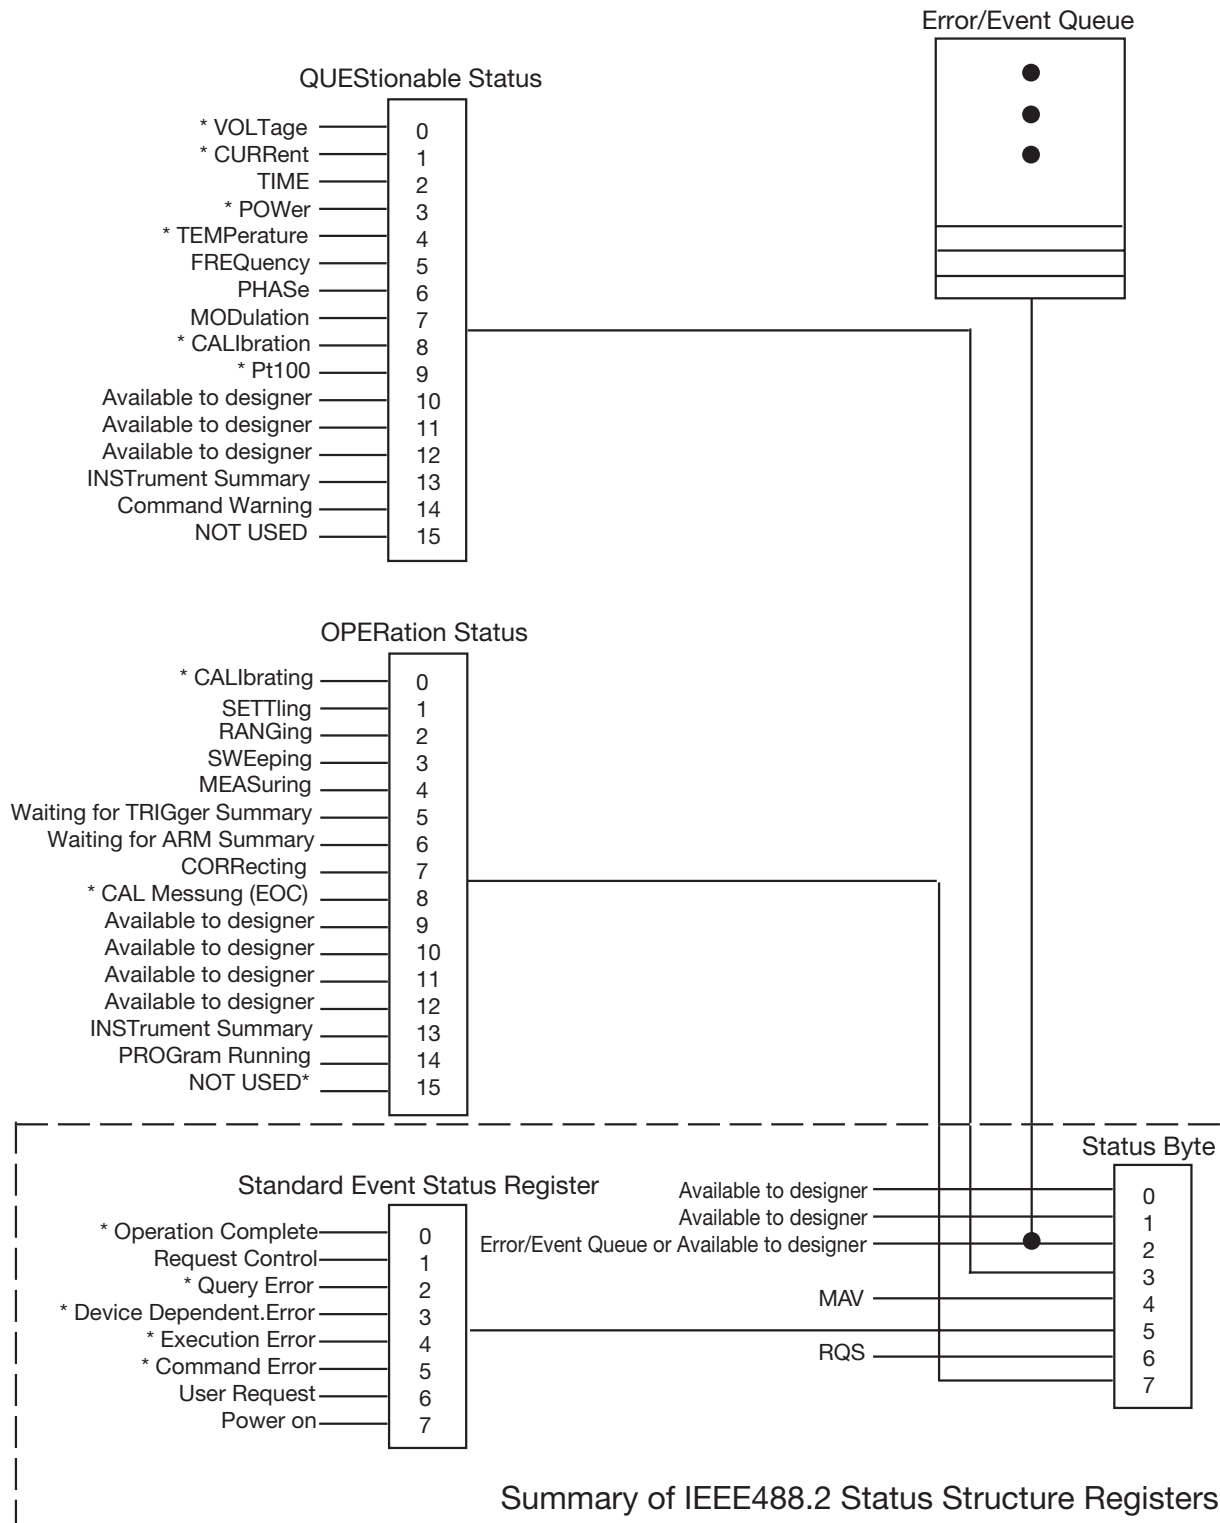 Error/Event Queue
QUEStionable Status
* VOLTage 0
* CURRent 1
TIME 2
* POWer 3
* TEMPerature 4
FREQuency 5
PHASe 6
MODulation 7
* CALIbration 8
* Pt100 9
Available to designer 10
Available to designer 11
Available to designer 12
INSTrument Summary 13
Command Warning 14
NOT USED 15
OPERation Status
* CALIbrating 0
SETTling 1
RANGing 2
SWEeping 3
MEASuring 4
Waiting for TRIGger Summary 5
Waiting for ARM Summary 6
CORRecting 7
* CAL Messung (EOC) 8
Available to designer 9
Available to designer 10
Available to designer 11
Available to designer 12
INSTrument Summary 13
PROGram Running 14
NOT USED* 15
Standard Event Status Register
* Operation Complete 0
Request Control 1
* Query Error 2
* Device Dependent.Error 3
* Execution Error 4
* Command Error 5
User Request 6
Power on 7
Status Byte
Available to designer 0
Available to designer 1
Error/Event Queue or Available to designer 2
3
MAV 4
5
RQS 6
7
Summary of IEEE488.2 Status Structure Registers